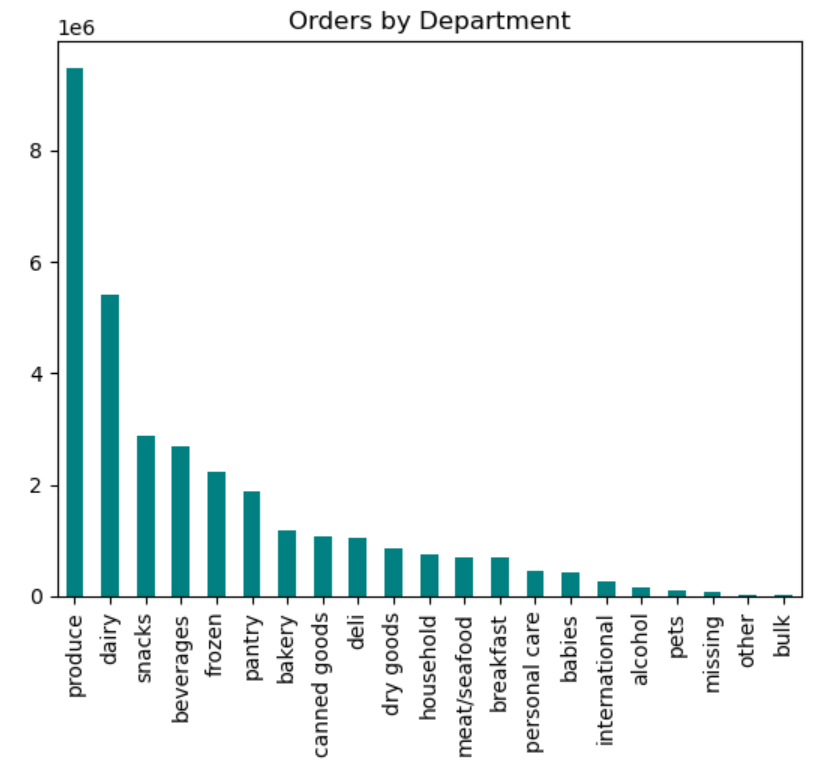 Orders by Department
1e6
8
6
4
2
0
produce
dairy
snacks
beverages
frozen
pantry
bakery
canned goods
deli
dry goods
household
meat/seafood
breakfast
personal care
babies
international
alcohol
pets
missing
other
bulk